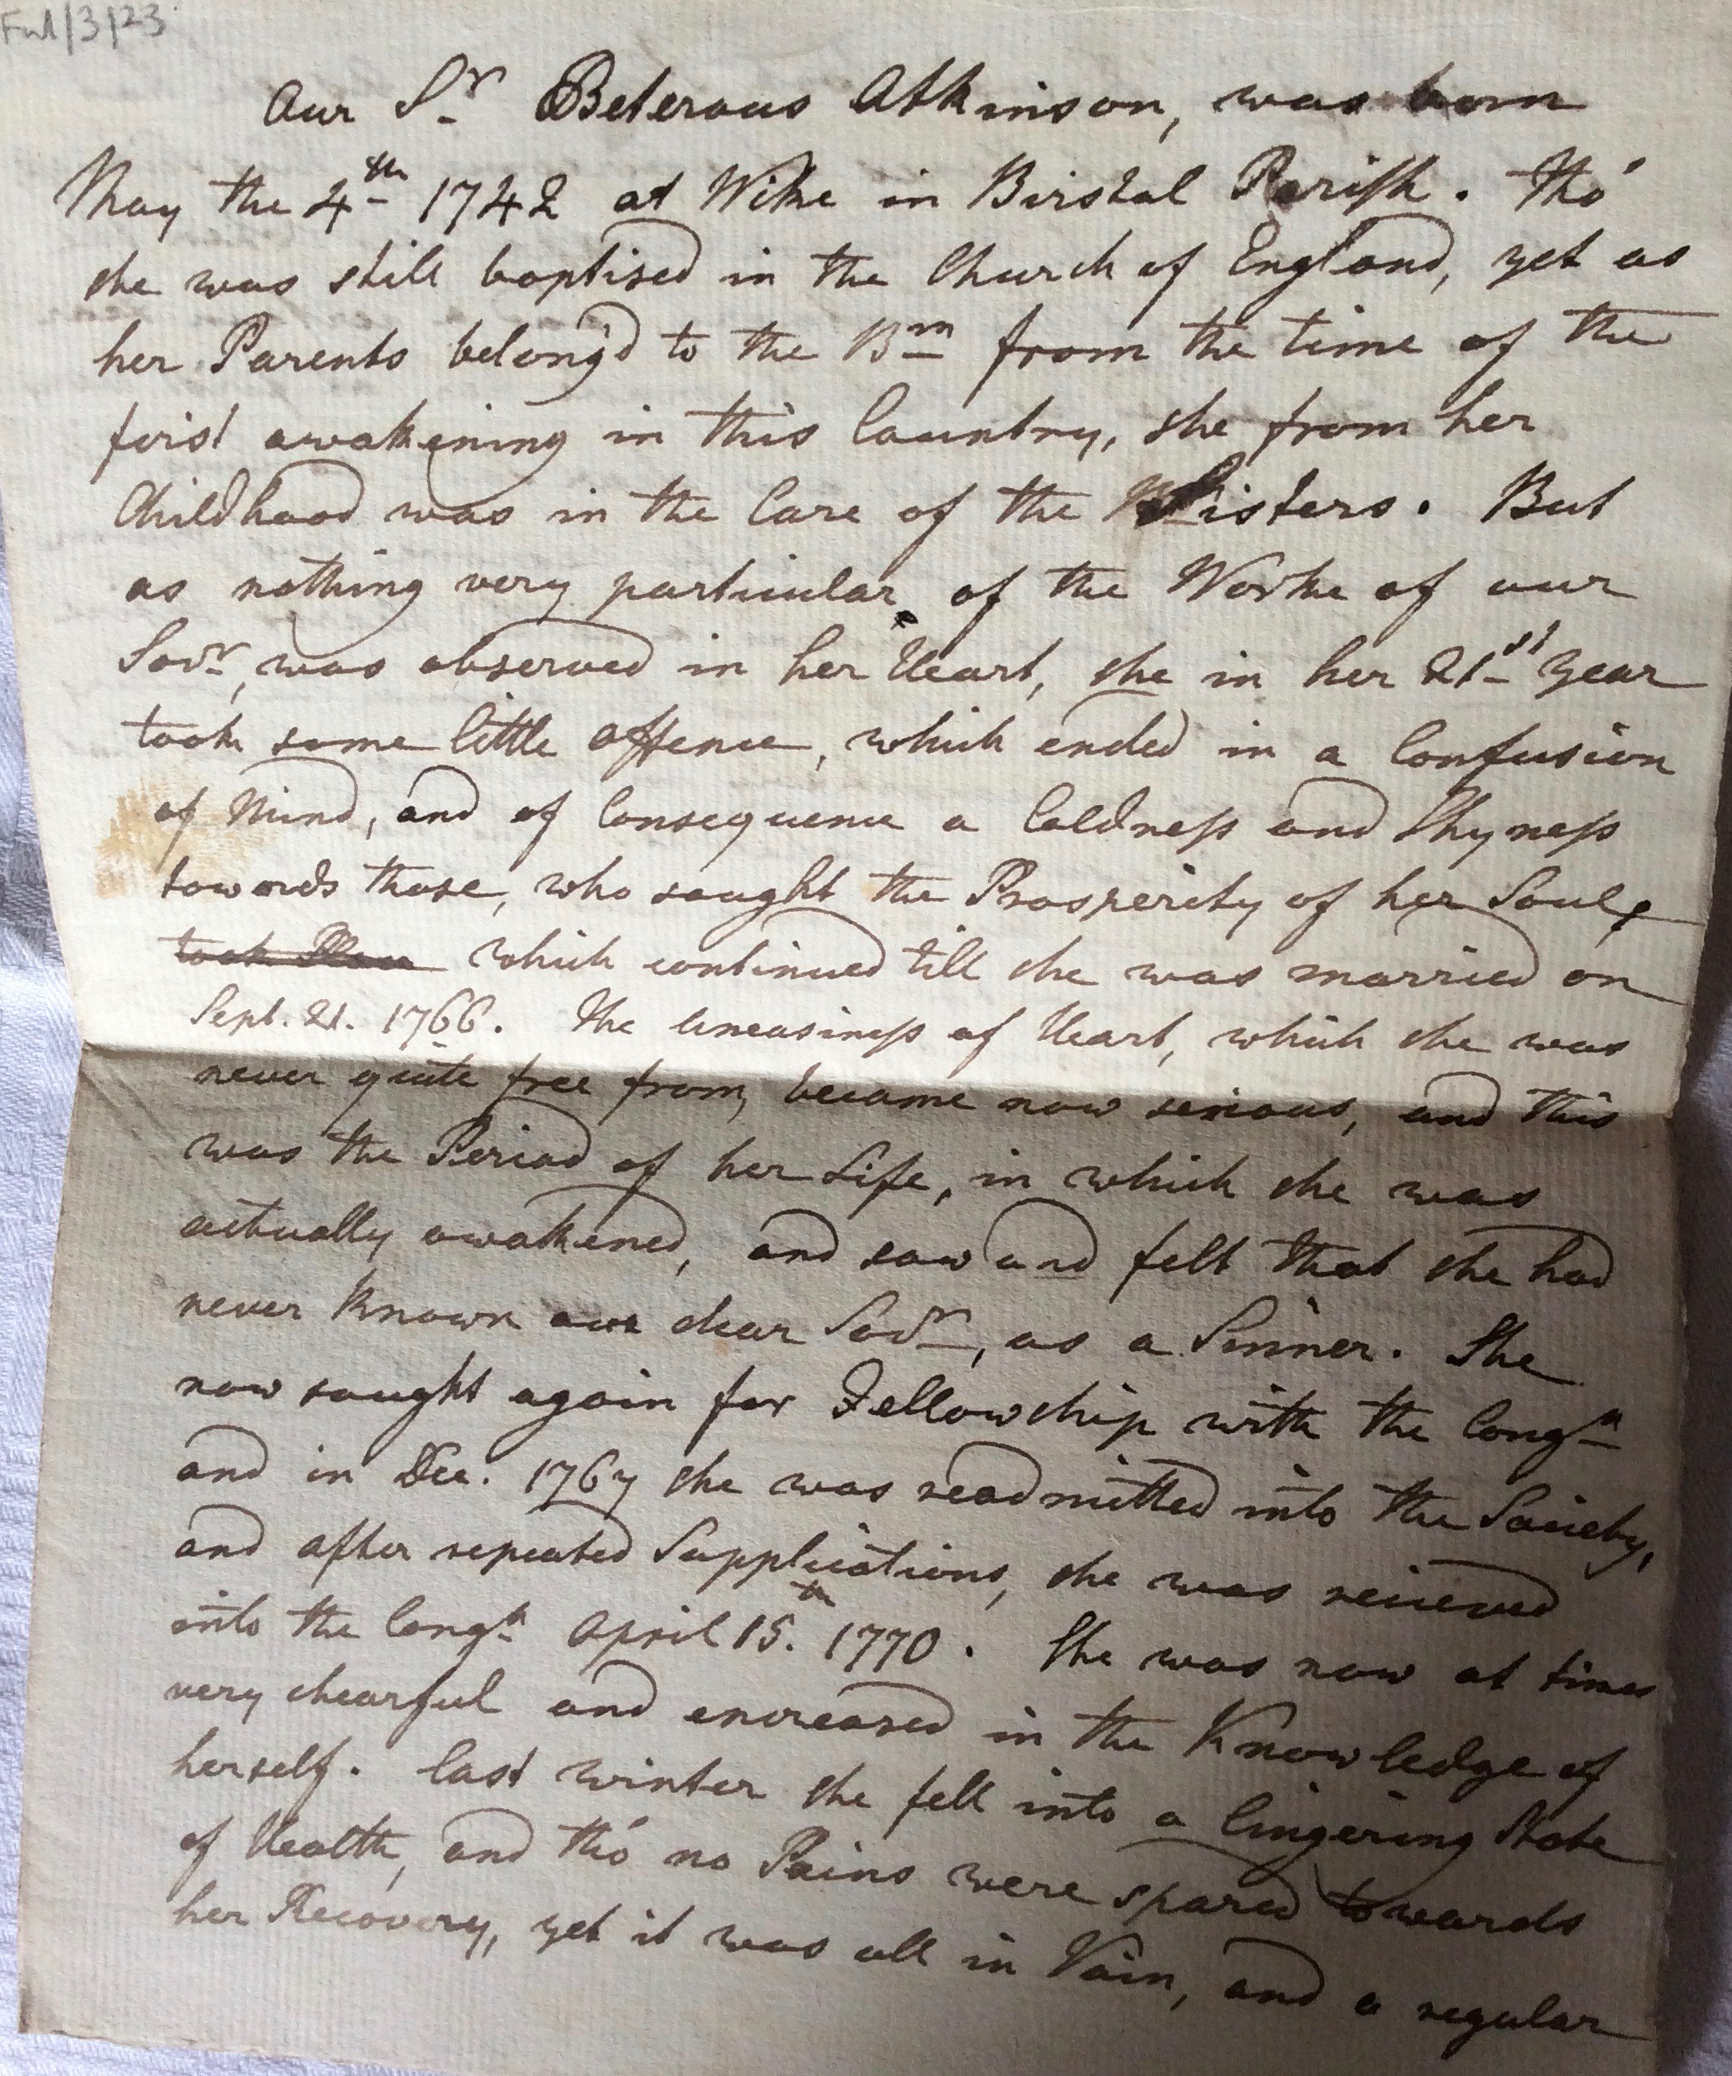 Ful/3/23
Our Sr Beterous Atkinson, was born
May the 4th 1742 at Wike in Birstal Parish. Tho'
she was still baptised in the Church of England, yet as
her Parents belong'd to the Brn from the time of the
first awakening in this Country, she from her
Childhood was in the Care of the Sisters. But
as nothing very particular of the Worke of our
Savr, was observed in her Heart, she in her 21st year
took some little Offence, which ended in a Confusion
of Mind, and of Consequence a Coldness and Shyness
towards those, who sought the Prosperity of her Soul,
took Place which continued till she was married on
Sept. 21. 1766. The Uneasiness of Heart, which she was
never quite free from, became now serious, and this
was the Period of her Life, in which she was
actually awakened, and saw and felt that she had
never known our dear Savr, as a Sinner. She
now sought again for Fellowship with the Congn
and in Dec. 1767 she was readmitted into the Society,
and after repeated Supplications, she was recieved
into the Congn April 15th. 1770. She was now at times
very chearful and encreased in the Knowledge of
herself. Last winter she fell into a lingering State
of Health, and tho' no Pains were spared towards
her Recovery, yet it was all in Vain, and a regular